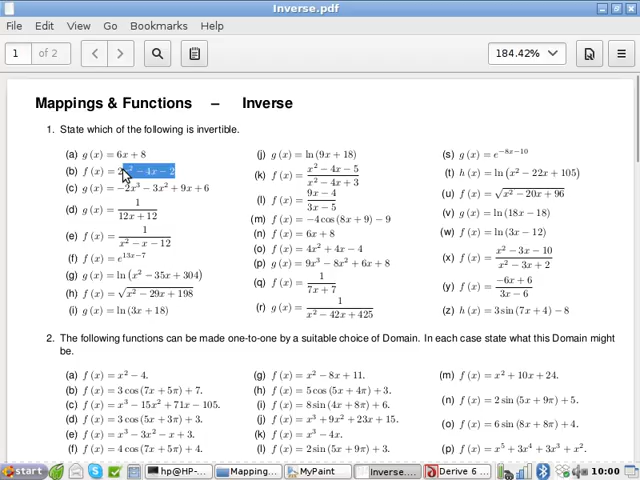 Inverse.pdf
File Edit View Go Bookmarks Help
1 of 2 184.42%
Mappings & Functions – Inverse
1. State which of the following is invertible.
(a) g (x) = 6x + 8
(b) f (x) = 2x² − 4x − 2
(c) g (x) = −2x³ − 3x² + 9x + 6
(d) g (x) = 1/(12x + 12)
(e) f (x) = 1/(x² − x − 12)
(f) f (x) = e^(13x−7)
(g) g (x) = ln (x² − 35x + 304)
(h) f (x) = √(x² − 29x + 198)
(i) g (x) = ln (3x + 18)
(j) g (x) = ln (9x + 18)
(k) f (x) = (x² − 4x − 5)/(x² − 4x + 3)
(l) f (x) = (9x − 4)/(3x − 5)
(m) f (x) = −4 cos (8x + 9) − 9
(n) f (x) = 6x + 8
(o) f (x) = 4x² + 4x − 4
(p) g (x) = 9x³ − 8x² + 6x + 8
(q) f (x) = 1/(7x + 7)
(r) g (x) = 1/(x² − 42x + 425)
(s) g (x) = e^(−8x−10)
(t) h (x) = ln (x² − 22x + 105)
(u) f (x) = √(x² − 20x + 96)
(v) g (x) = ln (18x − 18)
(w) f (x) = ln (3x − 12)
(x) f (x) = (x² − 3x − 10)/(x² − 3x + 2)
(y) f (x) = (−6x + 6)/(3x − 6)
(z) h (x) = 3 sin (7x + 4) − 8
2. The following functions can be made one-to-one by a suitable choice of Domain. In each case state what this Domain might
be.
(a) f (x) = x² − 4.
(b) f (x) = 3 cos (7x + 5π) + 7.
(c) f (x) = x³ − 15x² + 71x − 105.
(d) f (x) = 3 cos (5x + 3π) + 3.
(e) f (x) = x³ − 3x² − x + 3.
(f) f (x) = 4 cos (7x + 5π) + 5.
(g) f (x) = x² − 8x + 11.
(h) f (x) = 5 cos (5x + 4π) + 3.
(i) f (x) = 8 sin (4x + 8π) + 6.
(j) f (x) = x³ + 9x² + 23x + 15.
(k) f (x) = x³ − 4x.
(l) f (x) = 2 sin (5x + 9π) + 3.
(m) f (x) = x² + 10x + 24.
(n) f (x) = 2 sin (5x + 9π) + 5.
(o) f (x) = 6 sin (8x + 8π) + 4.
(p) f (x) = x⁵ + 3x⁴ + 3x³ + x².
start hp@HP-... Mapping... MyPaint Inverse.... Derive 6 ... 10:00